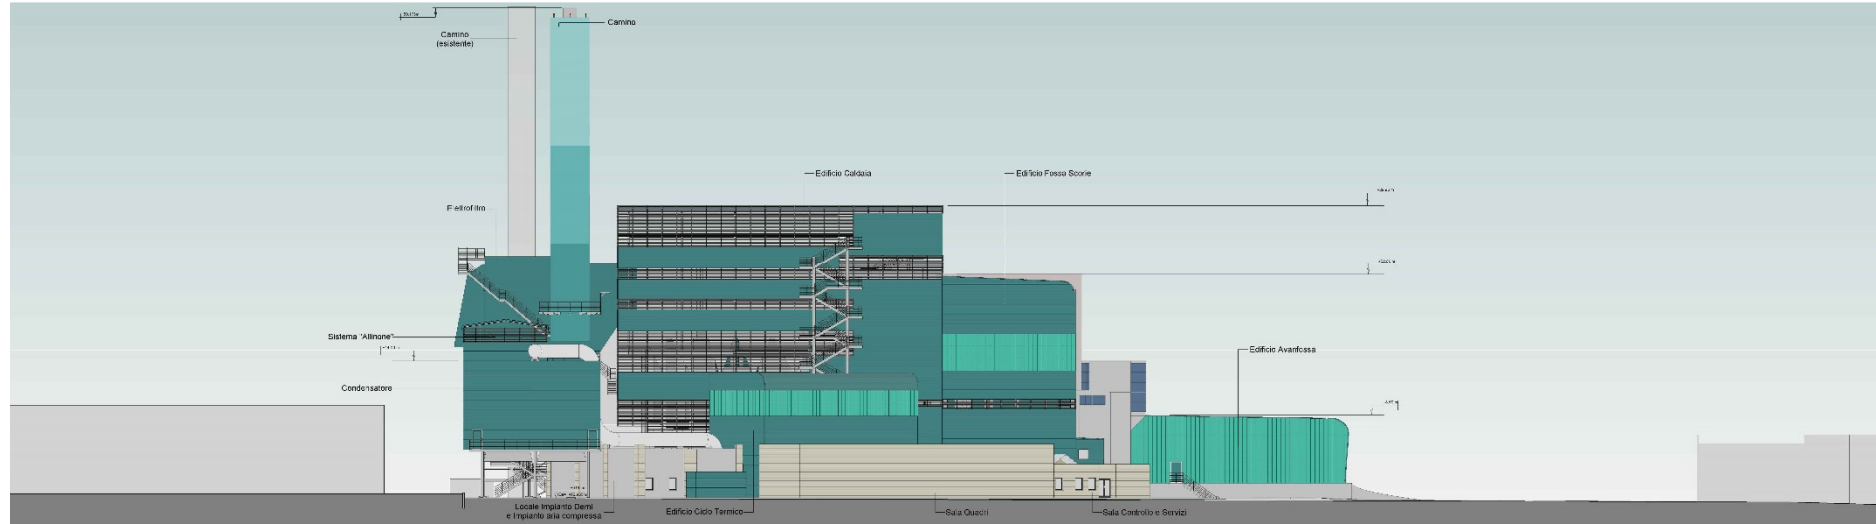 Camino
Camino
(esistente)
Edificio Caldaia
Edificio Fossa Scorie
Elettrofiltro
Sistema "Allinone"
Edificio Avanfossa
Condensatore
Locale Impianto Demi
e Impianto aria compressa
Edificio Ciclo Termico
Sala Quadri
Sala Controllo e Servizi